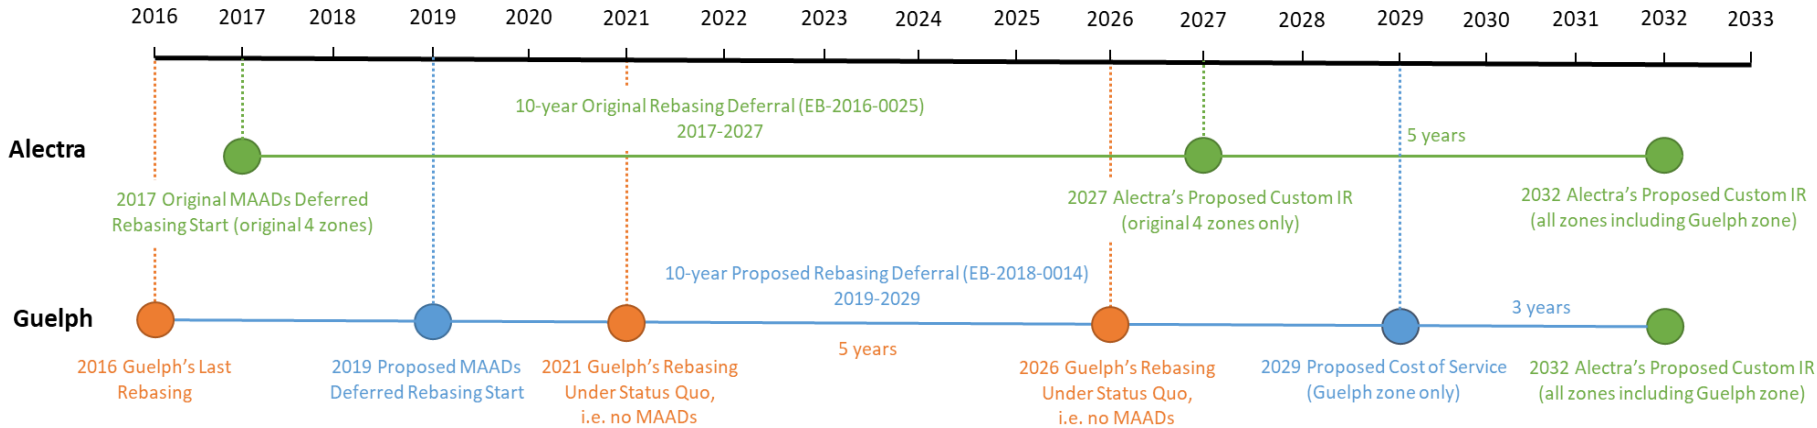 2016 2017 2018 2019 2020 2021 2022 2023 2024 2025 2026 2027 2028 2029 2030 2031 2032 2033
10-year Original Rebasing Deferral (EB-2016-0025)
2017-2027
5 years
Alectra
2017 Original MAADs Deferred
Rebasing Start (original 4 zones)
2027 Alectra's Proposed Custom IR
(original 4 zones only)
2032 Alectra's Proposed Custom IR
(all zones including Guelph zone)
10-year Proposed Rebasing Deferral (EB-2018-0014)
2019-2029
3 years
Guelph
5 years
2016 Guelph's Last
Rebasing
2019 Proposed MAADs
Deferred Rebasing Start
2021 Guelph's Rebasing
Under Status Quo,
i.e. no MAADs
2026 Guelph's Rebasing
Under Status Quo,
i.e. no MAADs
2029 Proposed Cost of Service
(Guelph zone only)
2032 Alectra's Proposed Custom IR
(all zones including Guelph zone)